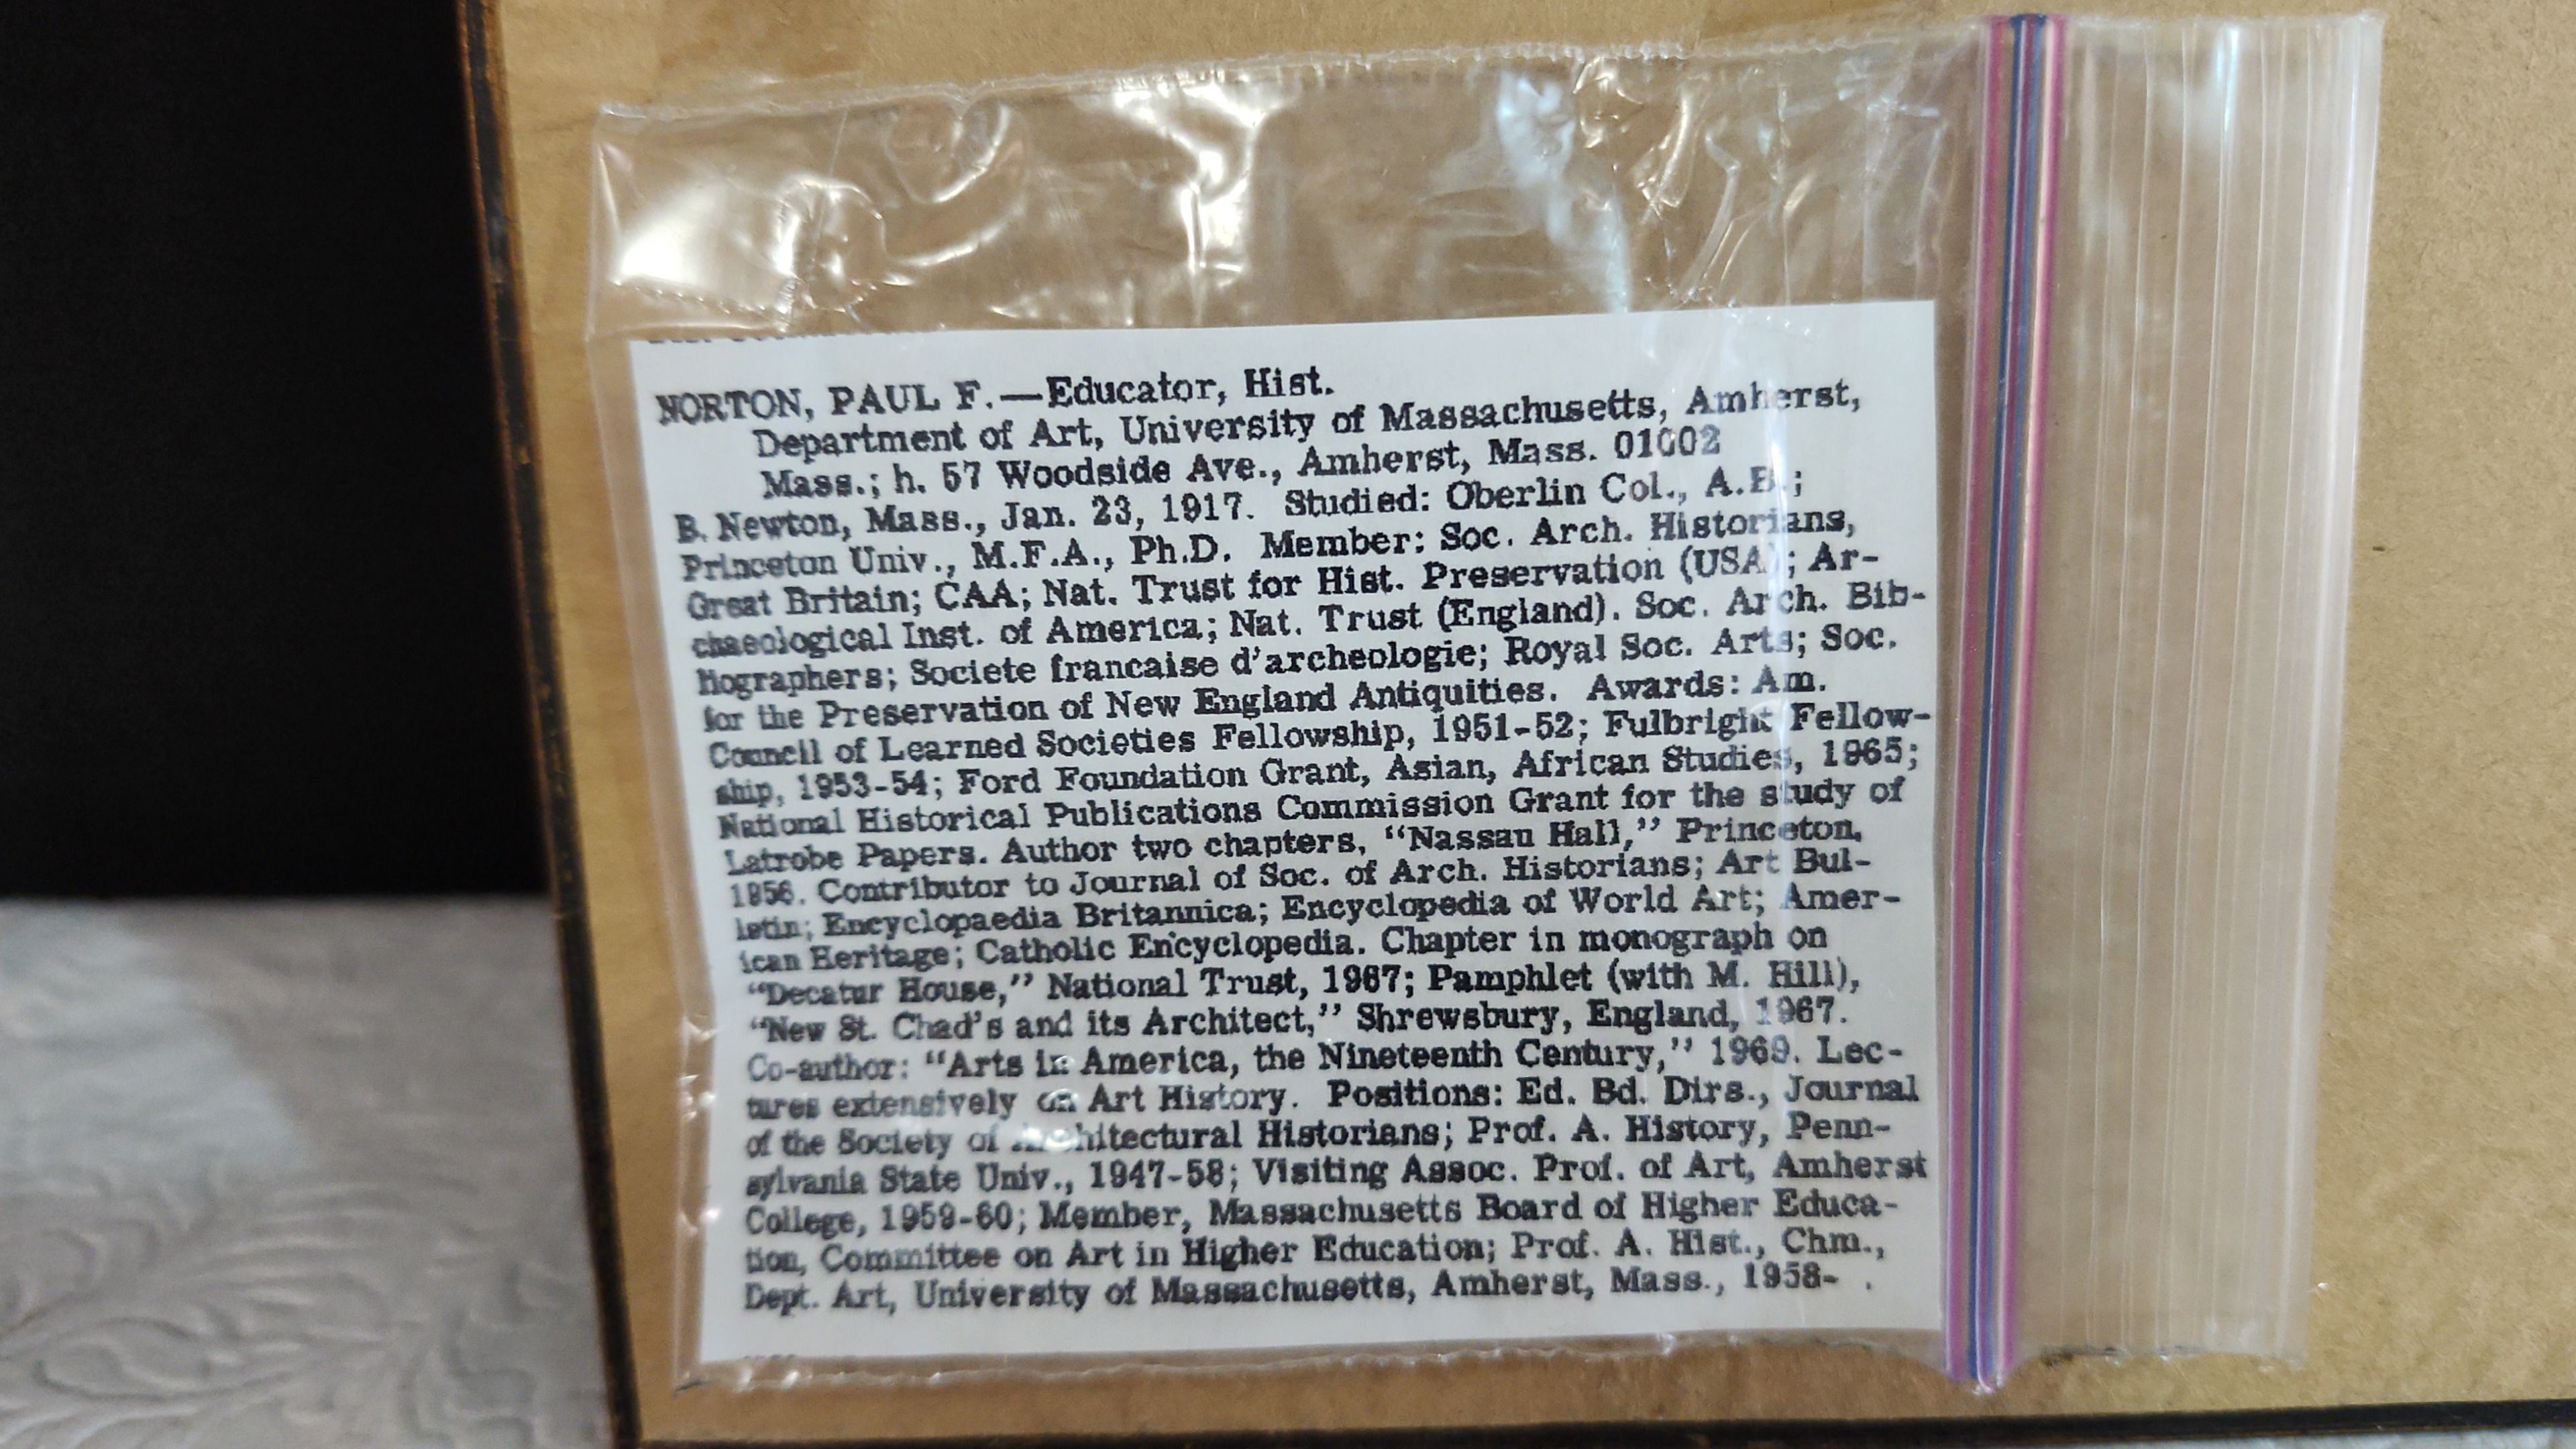 NORTON, PAUL F.—Educator, Hist.
Department of Art, University of Massachusetts, Amherst,
Mass.; h. 57 Woodside Ave., Amherst, Mass. 01002
B. Newton, Mass., Jan. 23, 1917. Studied: Oberlin Col., A.B.;
Princeton Univ., M.F.A., Ph.D. Member: Soc. Arch. Historians,
Great Britain; CAA; Nat. Trust for Hist. Preservation (USA); Ar-
chaeological Inst. of America; Nat. Trust (England). Soc. Arch. Bib-
liographers; Societe francaise d'archeologie; Royal Soc. Arts; Soc.
for the Preservation of New England Antiquities. Awards: Am.
Council of Learned Societies Fellowship, 1951-52; Fulbright Fellow-
ship, 1953-54; Ford Foundation Grant, Asian, African Studies, 1965;
National Historical Publications Commission Grant for the study of
Latrobe Papers. Author two chapters, “Nassau Hall,” Princeton,
1956. Contributor to Journal of Soc. of Arch. Historians; Art Bul-
letin; Encyclopaedia Britannica; Encyclopedia of World Art; Amer-
ican Heritage; Catholic Encyclopedia. Chapter in monograph on
“Decatur House,” National Trust, 1967; Pamphlet (with M. Hill),
“New St. Chad's and its Architect,” Shrewsbury, England, 1967.
Co-author: “Arts in America, the Nineteenth Century,” 1969. Lec-
tures extensively on Art History. Positions: Ed. Bd. Dirs., Journal
of the Society of Architectural Historians; Prof. A. History, Penn-
sylvania State Univ., 1947-58; Visiting Assoc. Prof. of Art, Amherst
College, 1959-60; Member, Massachusetts Board of Higher Educa-
tion, Committee on Art in Higher Education; Prof. A. Hist., Chm.,
Dept. Art, University of Massachusetts, Amherst, Mass., 1958- .